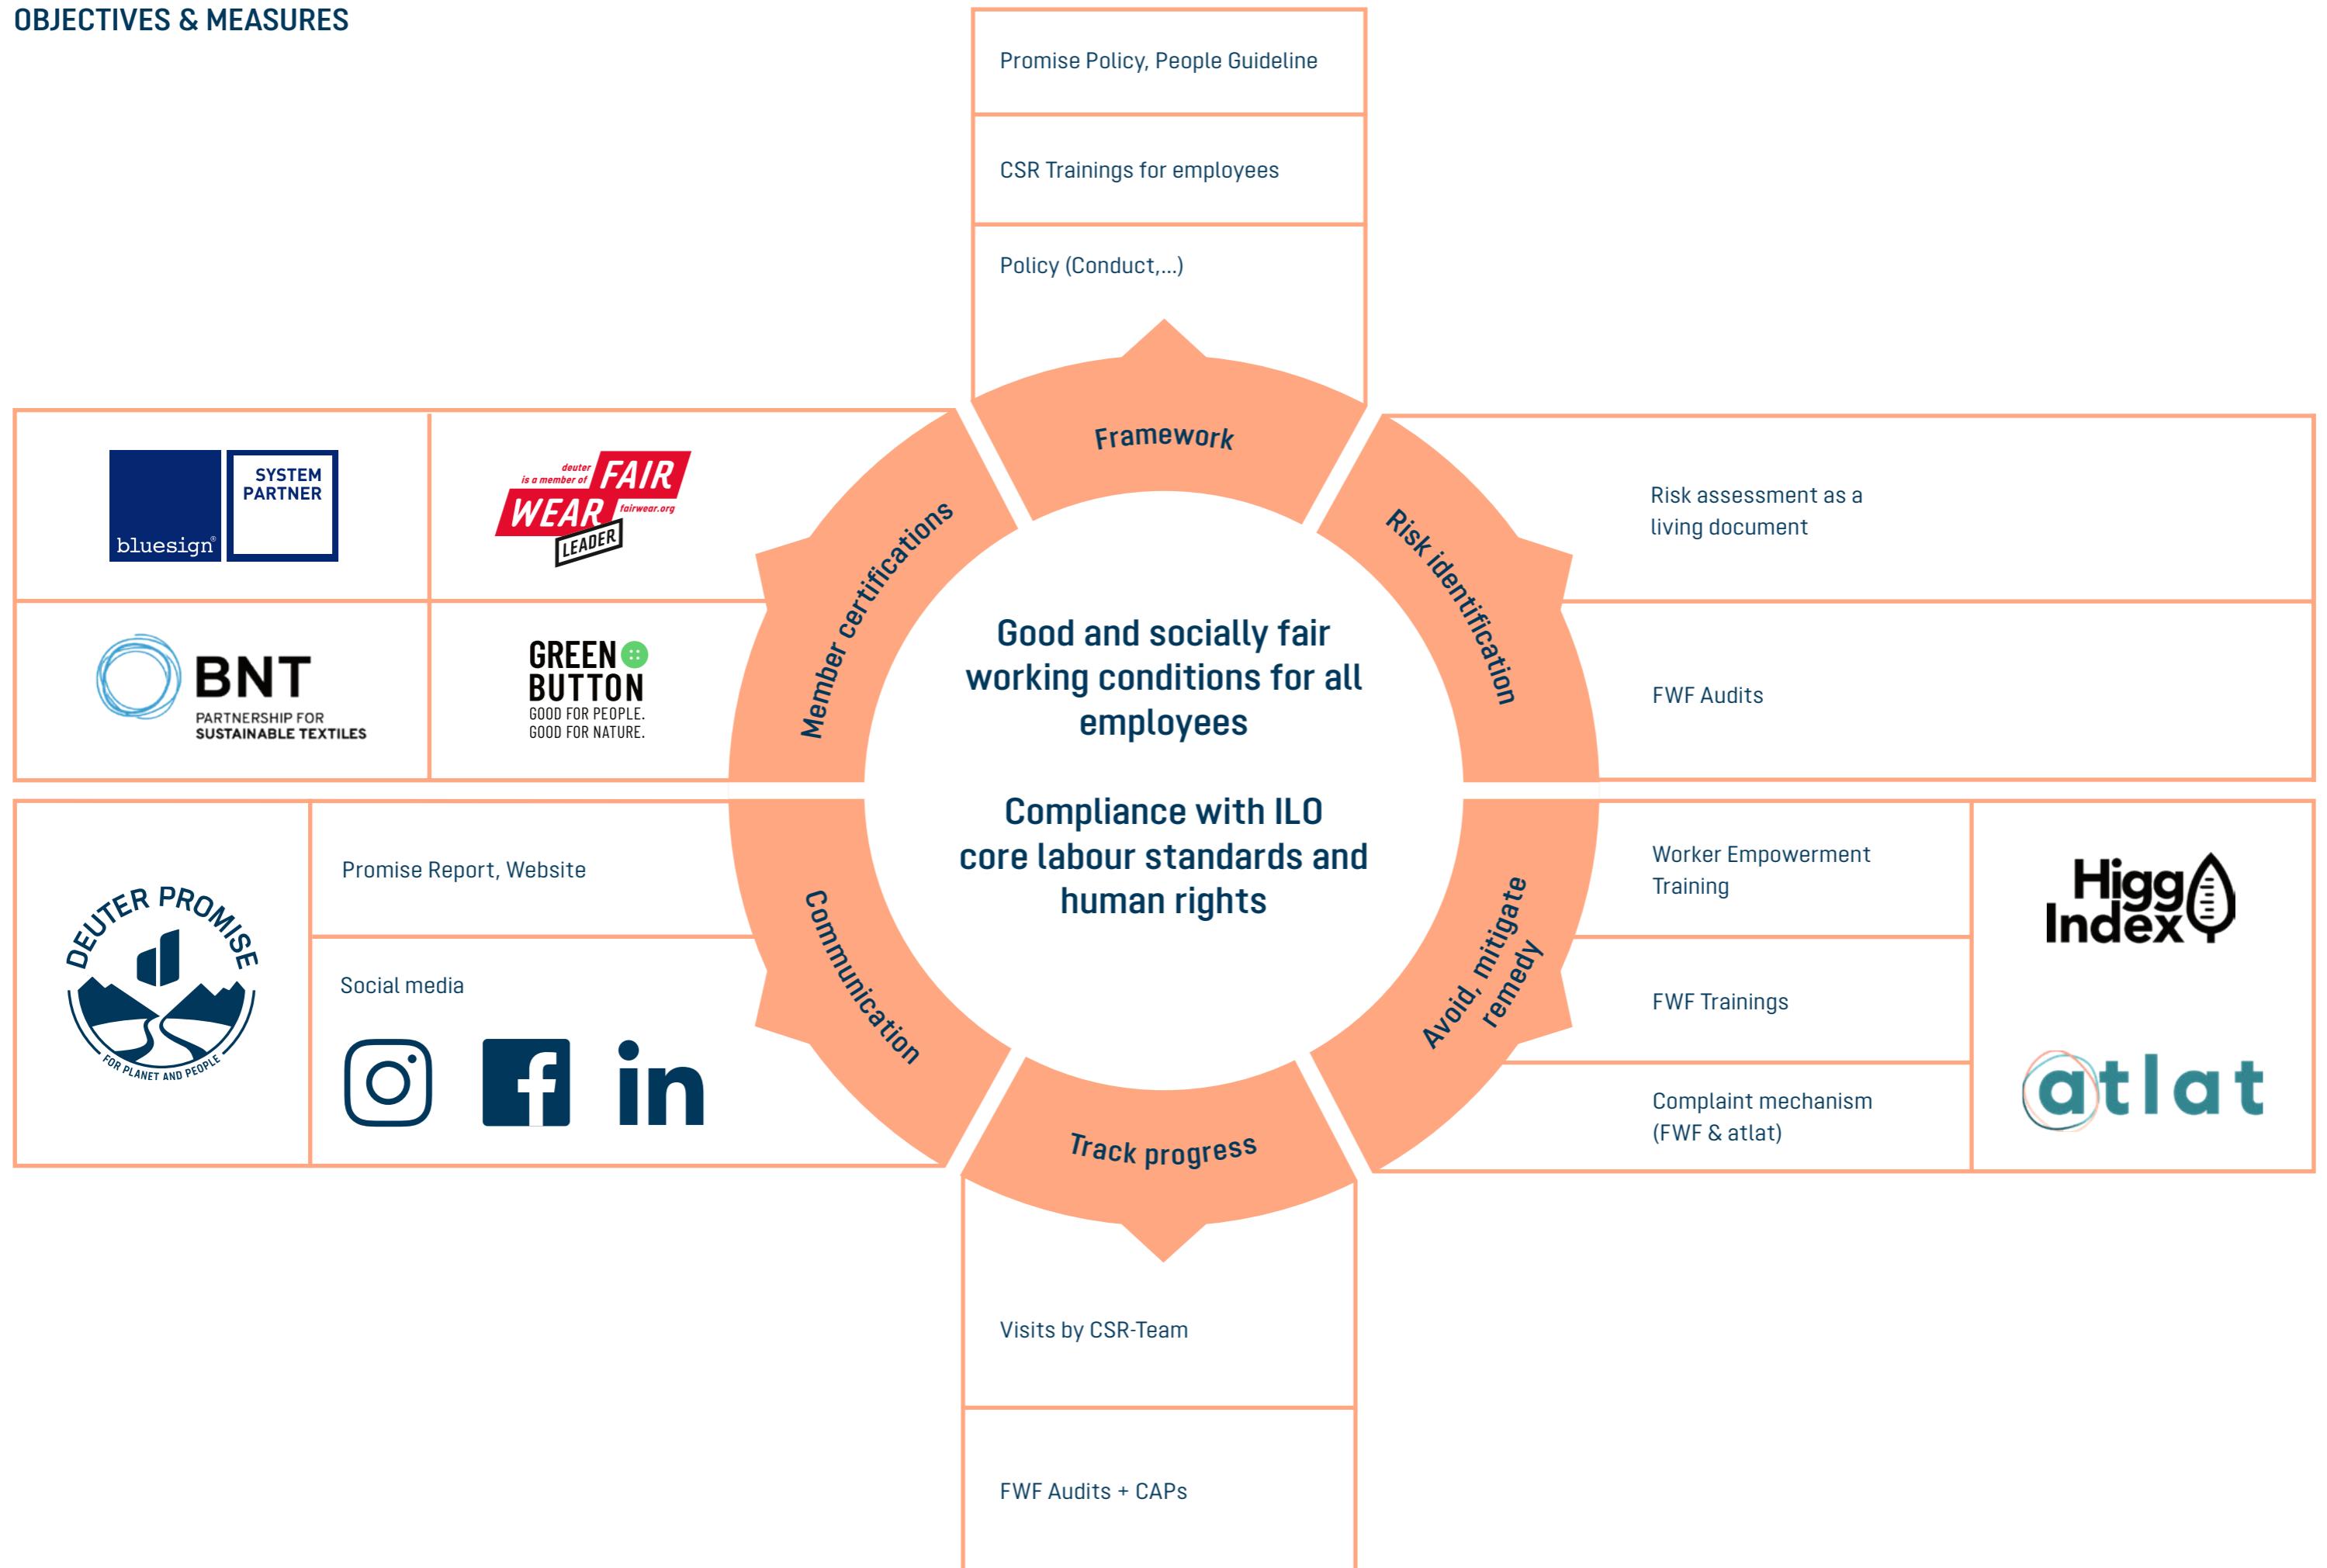 OBJECTIVES & MEASURES
Promise Policy, People Guideline
CSR Trainings for employees
Policy (Conduct,...)
Framework
bluesign®
SYSTEM
PARTNER
deuter
is a member of
FAIR
WEAR
fairwear.org
LEADER
BNT
PARTNERSHIP FOR
SUSTAINABLE TEXTILES
GREEN
BUTTON
GOOD FOR PEOPLE.
GOOD FOR NATURE.
Member certifications
Risk identification
Risk assessment as a
living document
FWF Audits
Good and socially fair
working conditions for all
employees
Compliance with ILO
core labour standards and
human rights
DEUTER PROMISE
FOR PLANET AND PEOPLE
Promise Report, Website
Social media
f
in
Communication
Avoid, mitigate
remedy
Worker Empowerment
Training
FWF Trainings
Complaint mechanism
(FWF & atlat)
Higg
Index
atlat
Track progress
Visits by CSR-Team
FWF Audits + CAPs